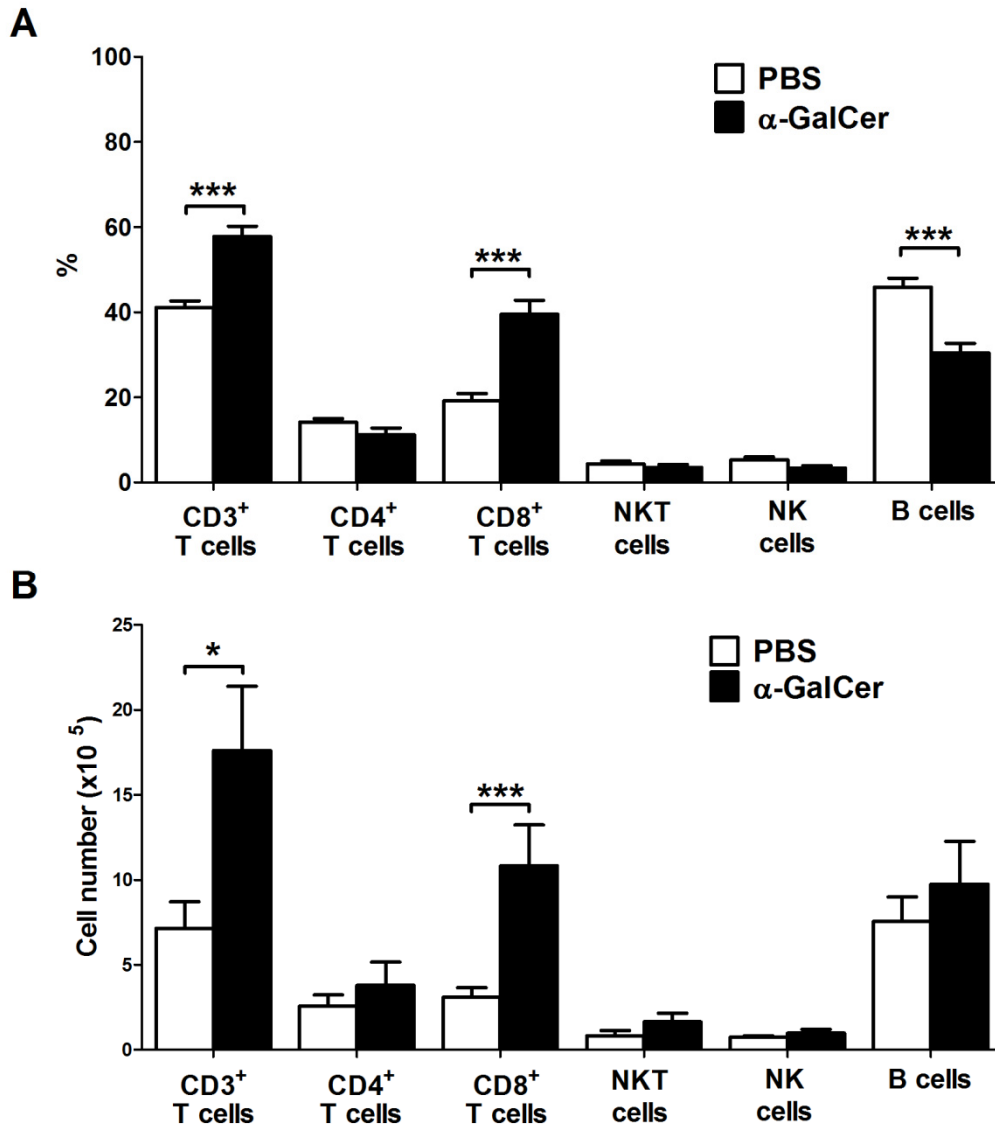 A
100
80
60
40
20
0
%
PBS
α-GalCer
***
***
***
CD3⁺
T cells
CD4⁺
T cells
CD8⁺
T cells
NKT
cells
NK
cells
B cells
B
25
20
15
10
5
0
Cell number (x10 ⁵)
PBS
α-GalCer
*
***
CD3⁺
T cells
CD4⁺
T cells
CD8⁺
T cells
NKT
cells
NK
cells
B cells